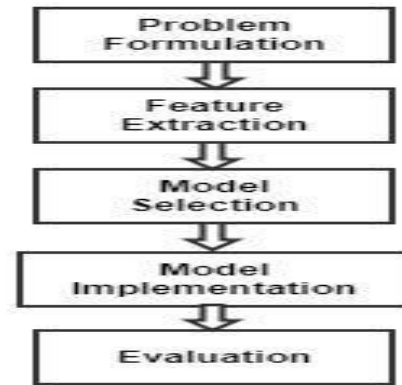 Problem
Formulation
Feature
Extraction
Model
Selection
Model
Implementation
Evaluation